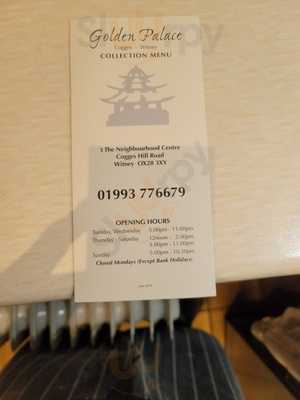 Golden Palace
Cogges - Witney
COLLECTION MENU
3 The Neighbourhood Centre
Cogges Hill Road
Witney OX28 3XY
01993 776679
OPENING HOURS
Tuesday, Wednesday 5.00pm - 11.00pm
Thursday - Saturday 12noon - 2.00pm
5.00pm - 11.00pm
Sunday 5.00pm - 10.30pm
Closed Mondays (Except Bank Holidays)